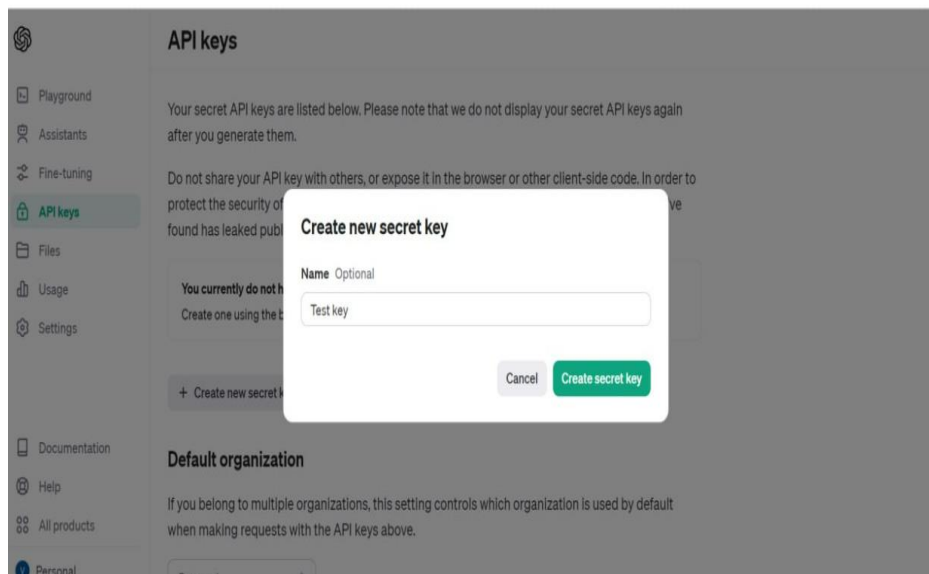 API keys
Playground
Assistants
Fine-tuning
API keys
Files
Usage
Settings
Documentation
Help
All products
Personal
Your secret API keys are listed below. Please note that we do not display your secret API keys again
after you generate them.
Do not share your API key with others, or expose it in the browser or other client-side code. In order to
protect the security of
ve
found has leaked publ
You currently do not h
Create one using the b
+ Create new secret k
Create new secret key
Name Optional
Test key
Cancel
Create secret key
Default organization
If you belong to multiple organizations, this setting controls which organization is used by default
when making requests with the API keys above.